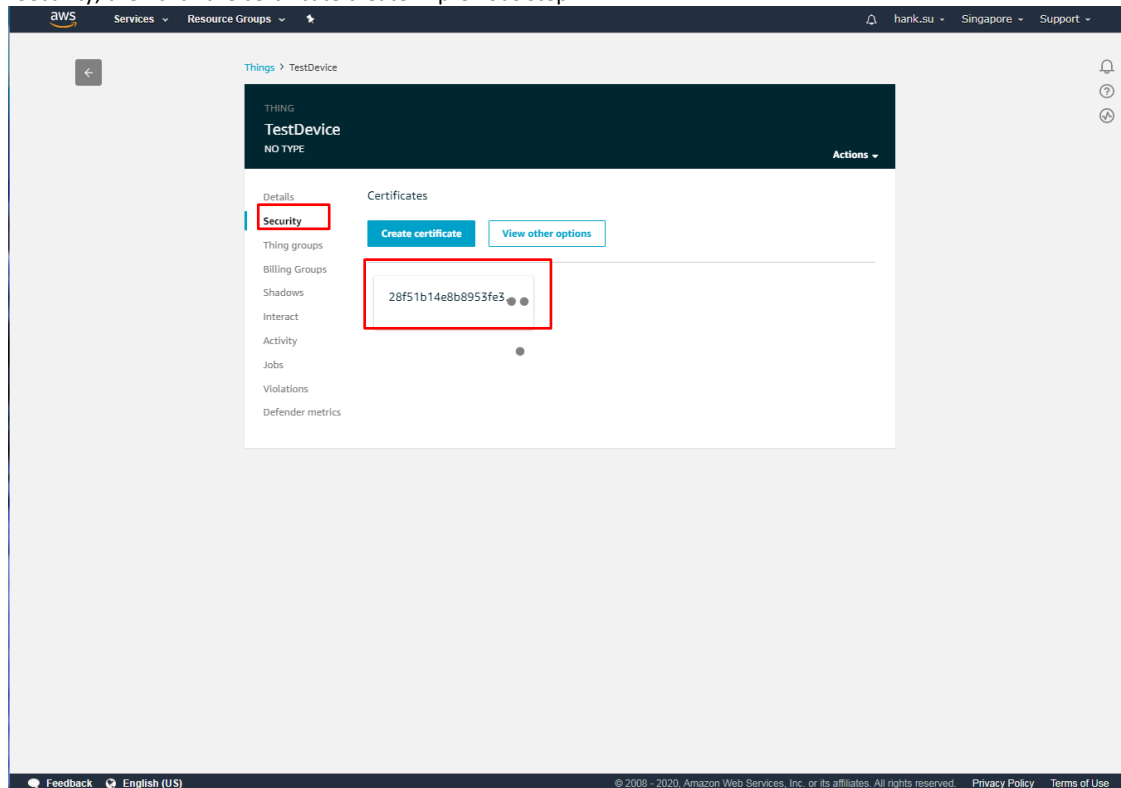 aws Services Resource Groups hank.su Singapore Support
Things > TestDevice
THING
TestDevice
NO TYPE
Actions
Details
Security
Thing groups
Billing Groups
Shadows
Interact
Activity
Jobs
Violations
Defender metrics
Certificates
Create certificate View other options
28f51b14e8b8953fe3...
Feedback English (US) © 2008 - 2020, Amazon Web Services, Inc. or its affiliates. All rights reserved. Privacy Policy Terms of Use